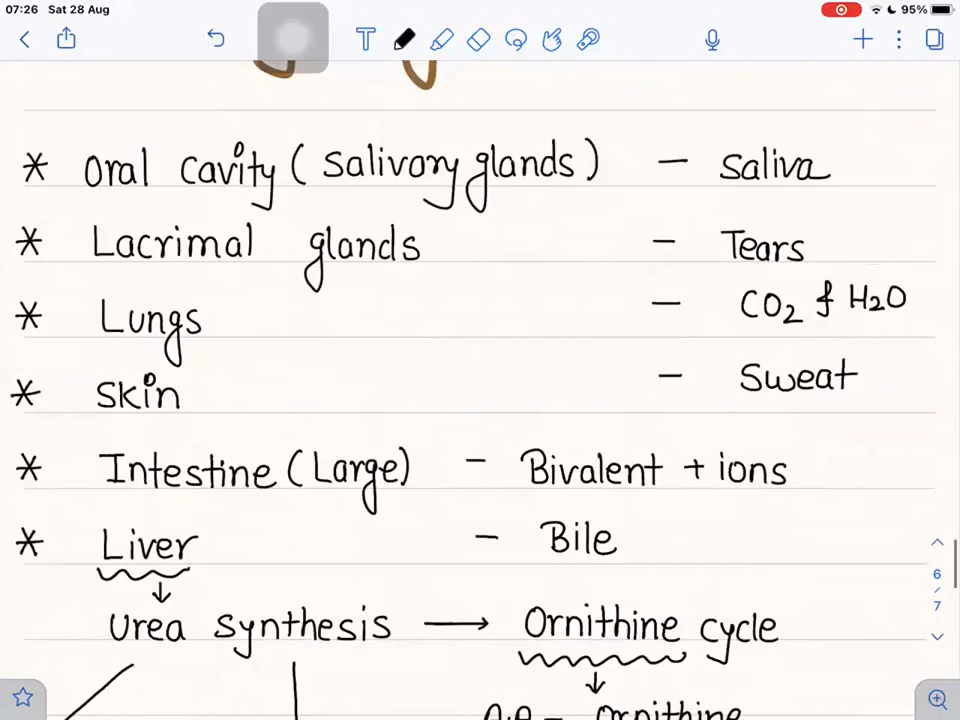 07:26 Sat 28 Aug 95%
T
* Oral cavity (Salivary glands) - Saliva
* Lacrimal glands - Tears
* Lungs - CO2 & H2O
* Skin - Sweat
* Intestine (Large) - Bivalent + ions
* Liver - Bile
↓
Urea synthesis → Ornithine cycle
↓
A.A - Ornithine
6
/
7